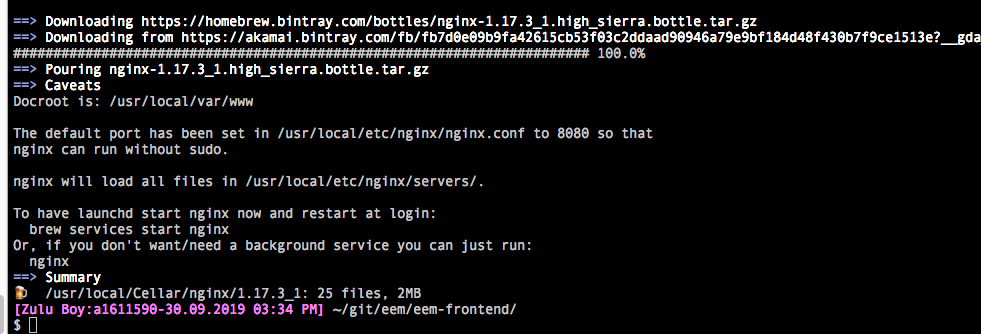 ==> Downloading https://homebrew.bintray.com/bottles/nginx-1.17.3_1.high_sierra.bottle.tar.gz
==> Downloading from https://akamai.bintray.com/fb/fb7d0e09b9fa42615cb53f03c2ddaad90946a79e9bf184d48f430b7f9ce1513e?__gda
######################################################################## 100.0%
==> Pouring nginx-1.17.3_1.high_sierra.bottle.tar.gz
==> Caveats
Docroot is: /usr/local/var/www
The default port has been set in /usr/local/etc/nginx/nginx.conf to 8080 so that
nginx can run without sudo.
nginx will load all files in /usr/local/etc/nginx/servers/.
To have launchd start nginx now and restart at login:
  brew services start nginx
Or, if you don't want/need a background service you can just run:
  nginx
==> Summary
🍺  /usr/local/Cellar/nginx/1.17.3_1: 25 files, 2MB
[Zulu Boy:a1611590-30.09.2019 03:34 PM] ~/git/eem/eem-frontend/
$